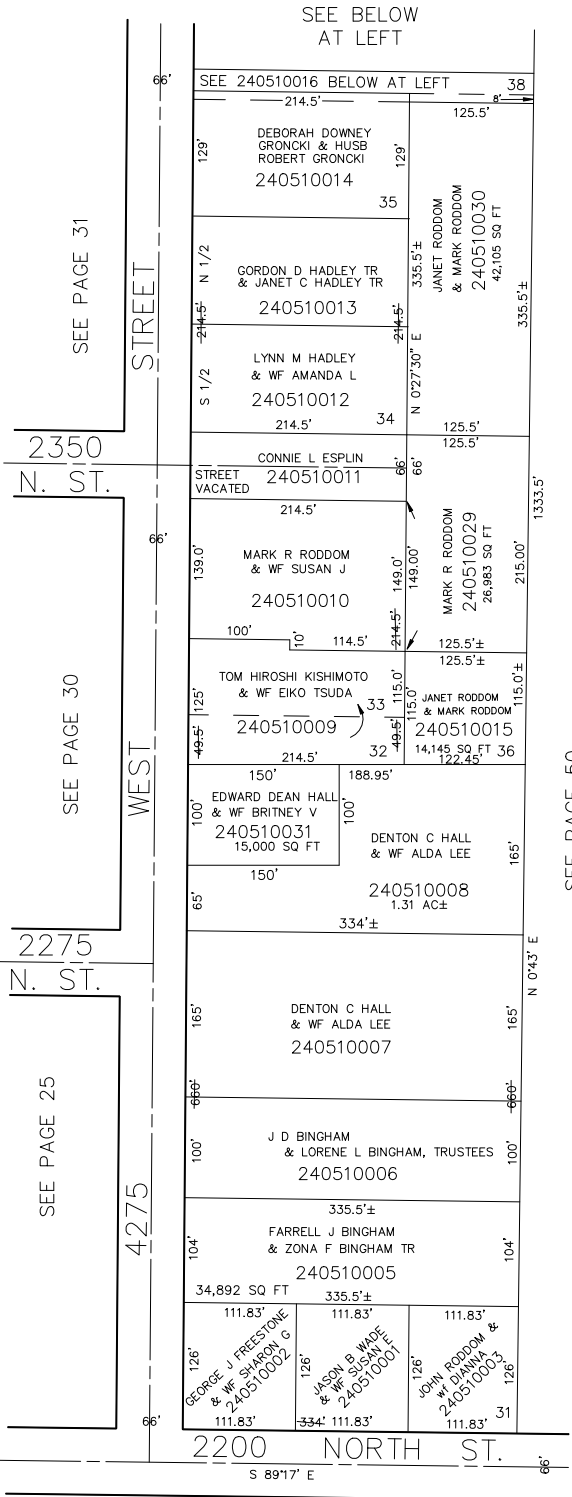 SEE BELOW
AT LEFT
66'
SEE 240510016 BELOW AT LEFT
38
214.5'
8'
125.5'
DEBORAH DOWNEY
GRONCKI & HUSB
ROBERT GRONCKI
240510014
129'
129'
35
JANET RODDOM
& MARK RODDOM
240510030
42,105 SQ FT
335.5'±
335.5'±
SEE PAGE 31
STREET
N 1/2
GORDON D HADLEY TR
& JANET C HADLEY TR
240510013
214.5'
214.5'
N 0°27'30" E
LYNN M HADLEY
& WF AMANDA L
240510012
S 1/2
34
214.5'
125.5'
125.5'
2350
N. ST.
CONNIE L ESPLIN
240510011
STREET
VACATED
66'
66'
214.5'
1333.5'
66'
MARK R RODDOM
& WF SUSAN J
240510010
139.0'
149.0'
149.00'
214.5'
MARK R RODDOM
240510029
26,983 SQ FT
215.00'
100'
10'
114.5'
125.5'±
125.5'±
TOM HIROSHI KISHIMOTO
& WF EIKO TSUDA
33
240510009
125'
115.0'
115.0'
115.0'±
49.5'
49.5'
32
214.5'
JANET RODDOM
& MARK RODDOM
240510015
14,145 SQ FT
36
122.45'
SEE PAGE 30
WEST
150'
188.95'
EDWARD DEAN HALL
& WF BRITNEY V
240510031
15,000 SQ FT
100'
100'
150'
65'
DENTON C HALL
& WF ALDA LEE
240510008
1.31 AC±
165'
334'±
SEE PAGE 50
2275
N. ST.
N 0°43' E
DENTON C HALL
& WF ALDA LEE
240510007
165'
165'
660'
660'
SEE PAGE 25
4275
J D BINGHAM
& LORENE L BINGHAM, TRUSTEES
240510006
100'
100'
335.5'±
FARRELL J BINGHAM
& ZONA F BINGHAM TR
240510005
104'
104'
34,892 SQ FT
335.5'±
111.83'
111.83'
111.83'
GEORGE J FREESTONE
& WF SHARON G
240510002
JASON B WADE
& WF SUSAN E
240510001
JOHN RODDOM &
wf DIANNA
240510003
126'
126'
126'
126'
31
111.83'
334'
111.83'
111.83'
66'
2200 NORTH ST.
S 89°17' E
66'